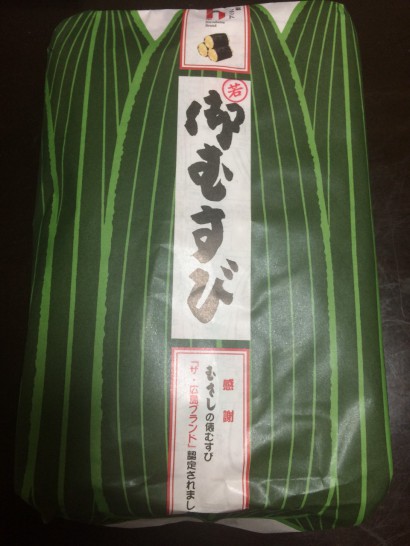 若
御むすび
感謝
むさしの俵むすび
「ザ・広島ブランド」認定されまし